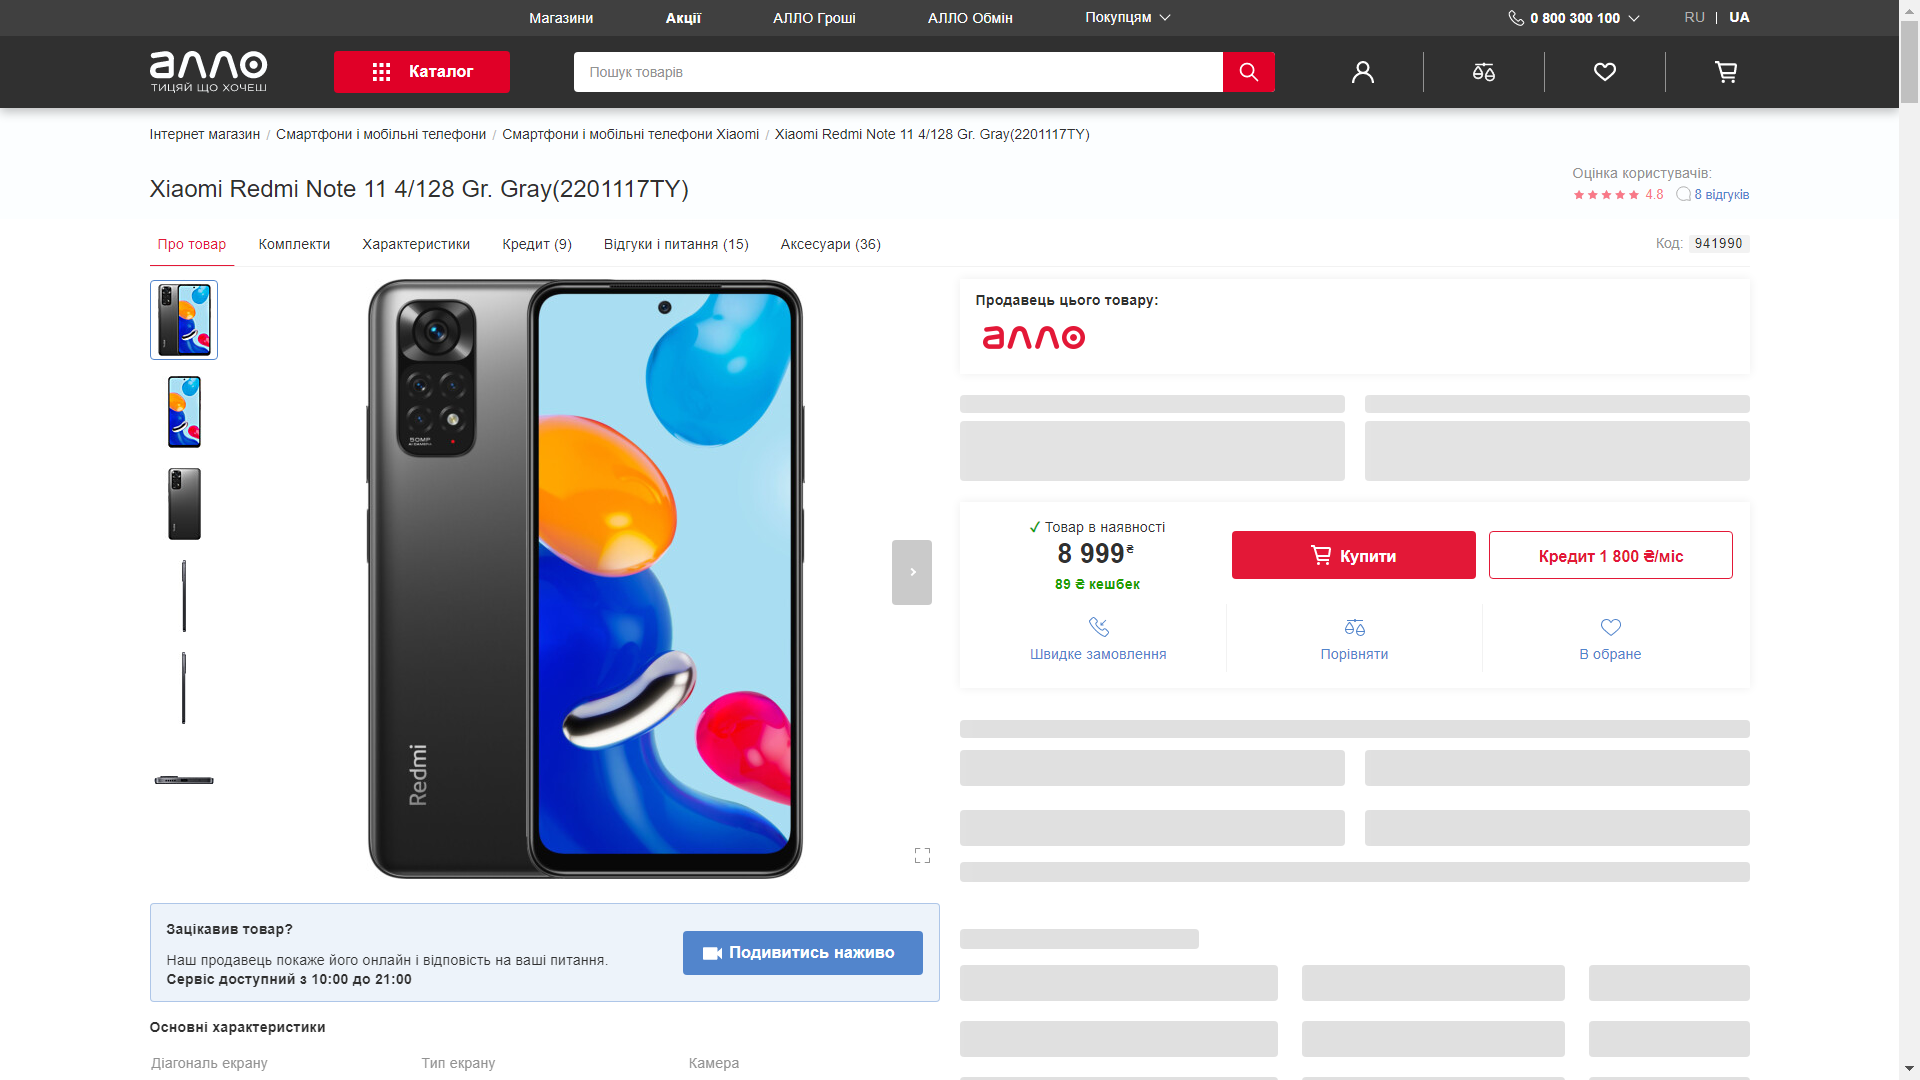 Магазини
Акції
АЛЛО Гроші
АЛЛО Обмін
Покупцям
0 800 300 100
RU | UA
алло
ТИЦЯЙ ЩО ХОЧЕШ
Каталог
Пошук товарів
Інтернет магазин / Смартфони і мобільні телефони / Смартфони і мобільні телефони Xiaomi / Xiaomi Redmi Note 11 4/128 Gr. Gray(2201117TY)
Xiaomi Redmi Note 11 4/128 Gr. Gray(2201117TY)
Оцінка користувачів:
4.8 8 відгуків
Про товар
Комплекти
Характеристики
Кредит (9)
Відгуки і питання (15)
Аксесуари (36)
Код: 941990
50MP
AI CAMERA
Redmi
Продавець цього товару:
алло
✓ Товар в наявності
8 999₴
89 ₴ кешбек
Купити
Кредит 1 800 ₴/міс
Швидке замовлення
Порівняти
В обране
Зацікавив товар?
Наш продавець покаже його онлайн і відповість на ваші питання.
Сервіс доступний з 10:00 до 21:00
Подивитись наживо
Основні характеристики
Діагональ екрану
Тип екрану
Камера